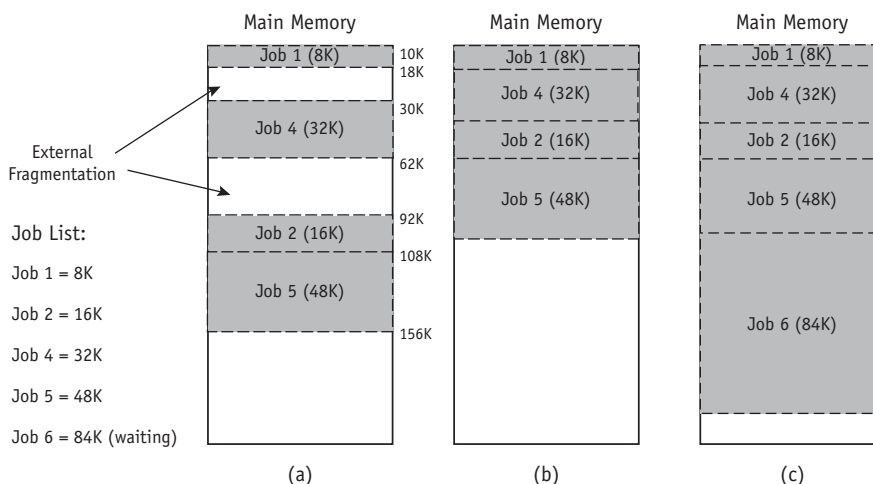 Main Memory
Main Memory
Main Memory
Job 1 (8K)
10K
18K
30K
Job 4 (32K)
62K
92K
Job 2 (16K)
108K
Job 5 (48K)
156K
External
Fragmentation
Job List:
Job 1 = 8K
Job 2 = 16K
Job 4 = 32K
Job 5 = 48K
Job 6 = 84K (waiting)
(a)
Job 1 (8K)
Job 4 (32K)
Job 2 (16K)
Job 5 (48K)
(b)
Job 1 (8K)
Job 4 (32K)
Job 2 (16K)
Job 5 (48K)
Job 6 (84K)
(c)